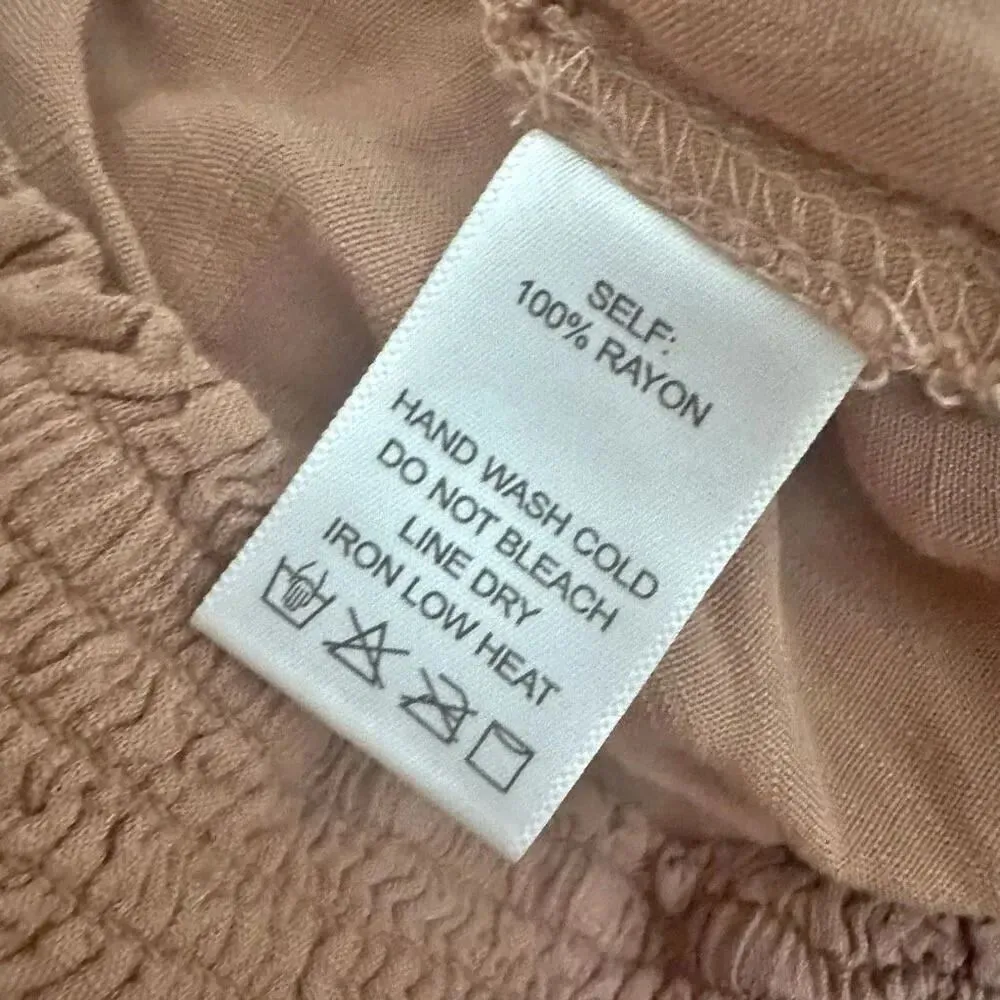 SELF:
100% RAYON
HAND WASH COLD
DO NOT BLEACH
LINE DRY
IRON LOW HEAT